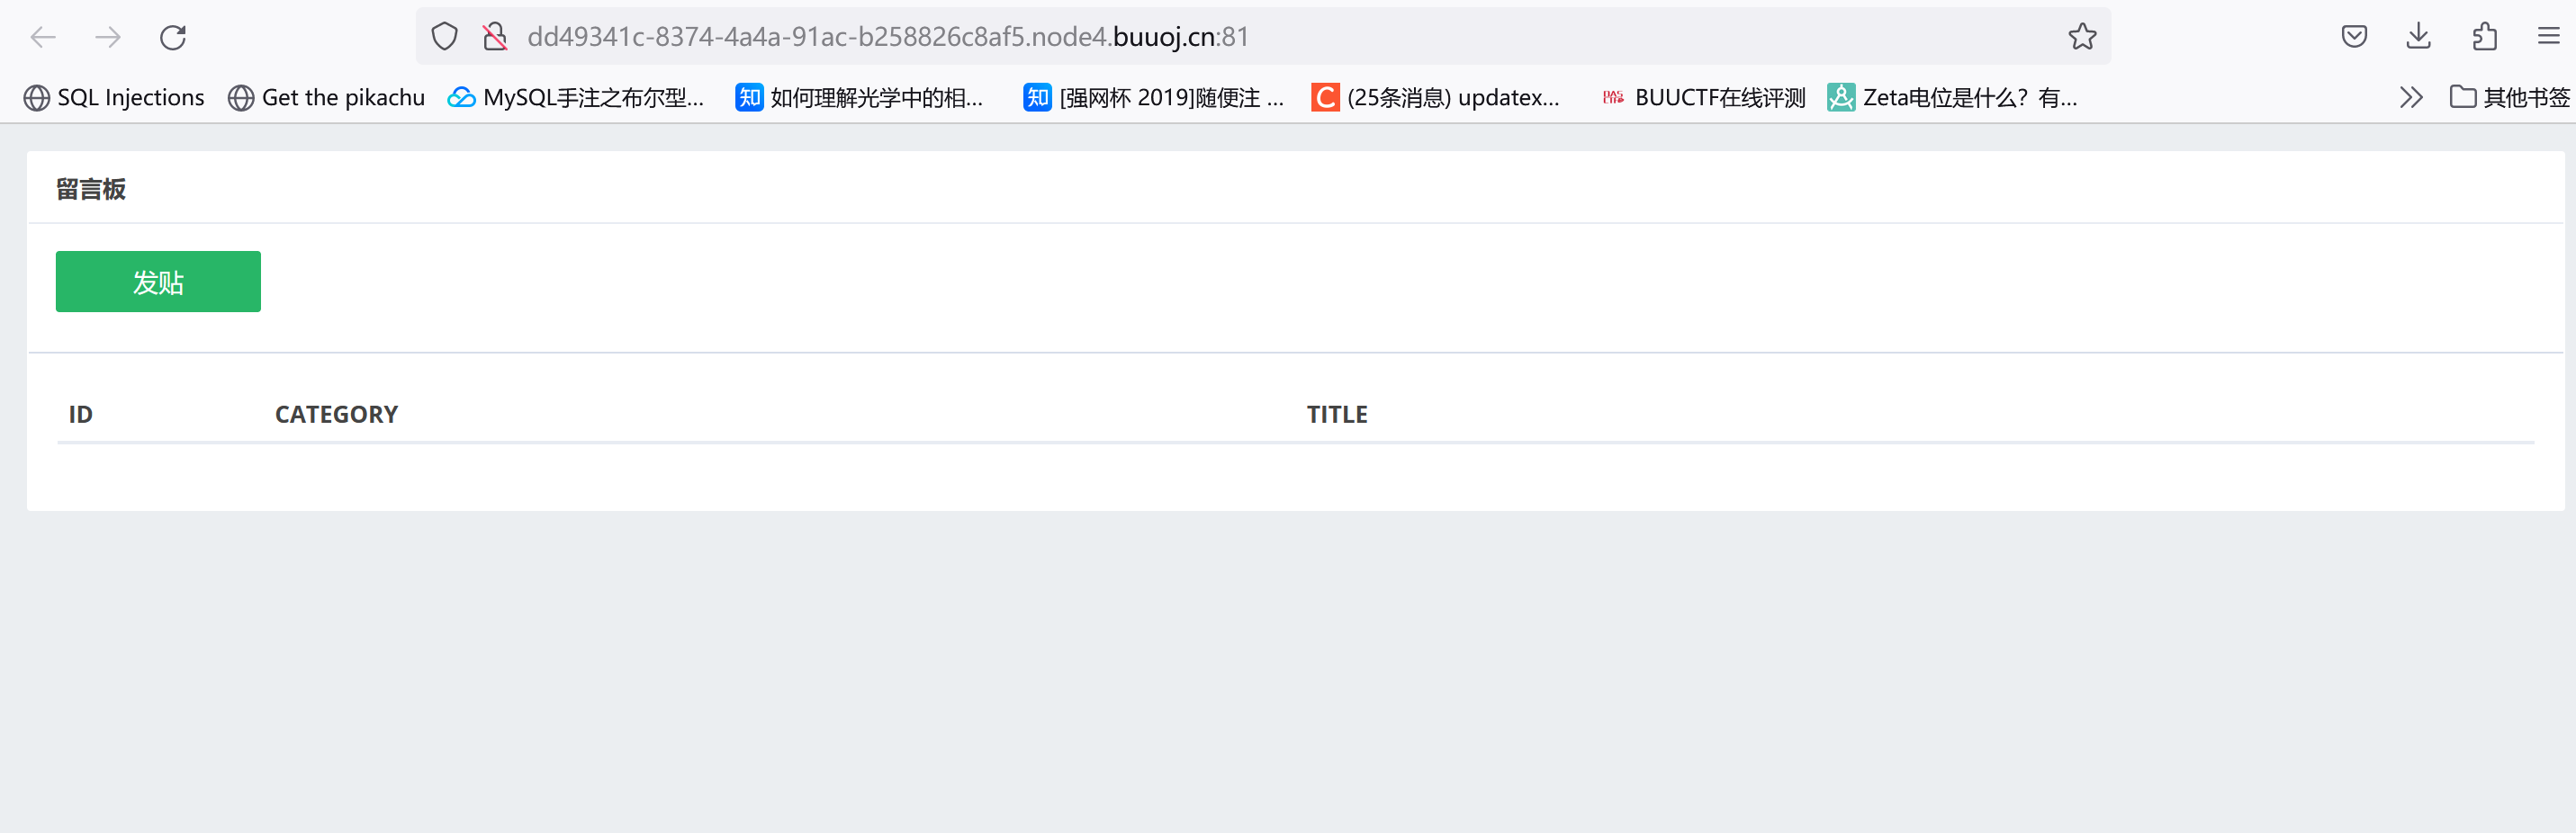 dd49341c-8374-4a4a-91ac-b258826c8af5.node4.buuoj.cn:81
SQL Injections Get the pikachu MySQL手注之布尔型... 知 如何理解光学中的相... 知 [强网杯 2019]随便注 ... C (25条消息) updatex... BUUCTF在线评测 Zeta电位是什么？有... 其他书签
留言板
发贴
ID CATEGORY TITLE